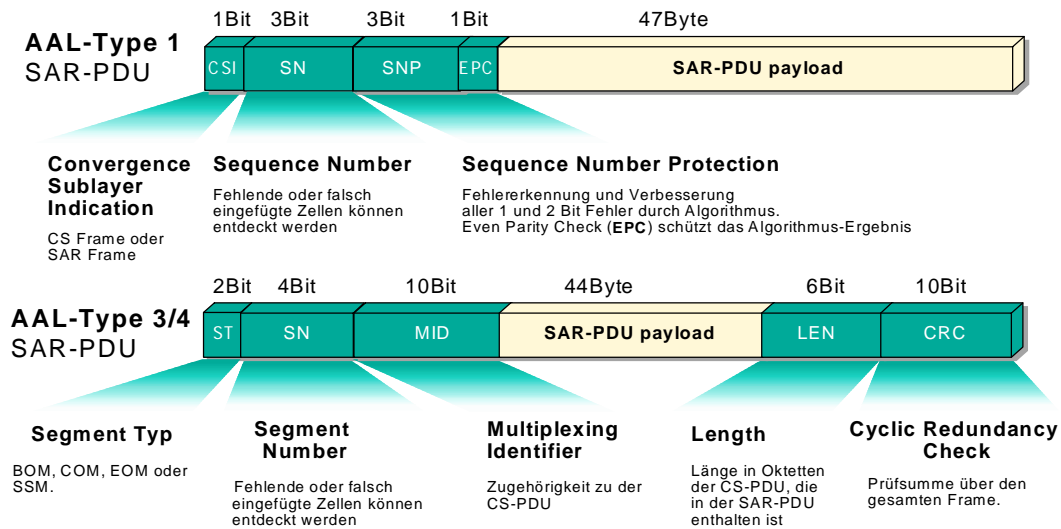 1Bit 3Bit 3Bit 1Bit 47Byte
AAL-Type 1
SAR-PDU
CSI SN SNP EPC SAR-PDU payload
Convergence
Sublayer
Indication
CS Frame oder
SAR Frame
Sequence Number
Fehlende oder falsch
eingefügte Zellen können
entdeckt werden
Sequence Number Protection
Fehlererkennung und Verbesserung
aller 1 und 2 Bit Fehler durch Algorithmus.
Even Parity Check (EPC) schützt das Algorithmus-Ergebnis
2Bit 4Bit 10Bit 44Byte 6Bit 10Bit
AAL-Type 3/4
SAR-PDU
ST SN MID SAR-PDU payload LEN CRC
Segment Typ
BOM, COM, EOM oder
SSM.
Segment
Number
Fehlende oder falsch
eingefügte Zellen können
entdeckt werden
Multiplexing
Identifier
Zugehörigkeit zu der
CS-PDU
Length
Länge in Oktetten
der CS-PDU, die
in der SAR-PDU
enthalten ist
Cyclic Redundancy
Check
Prüfsumme über den
gesamten Frame.